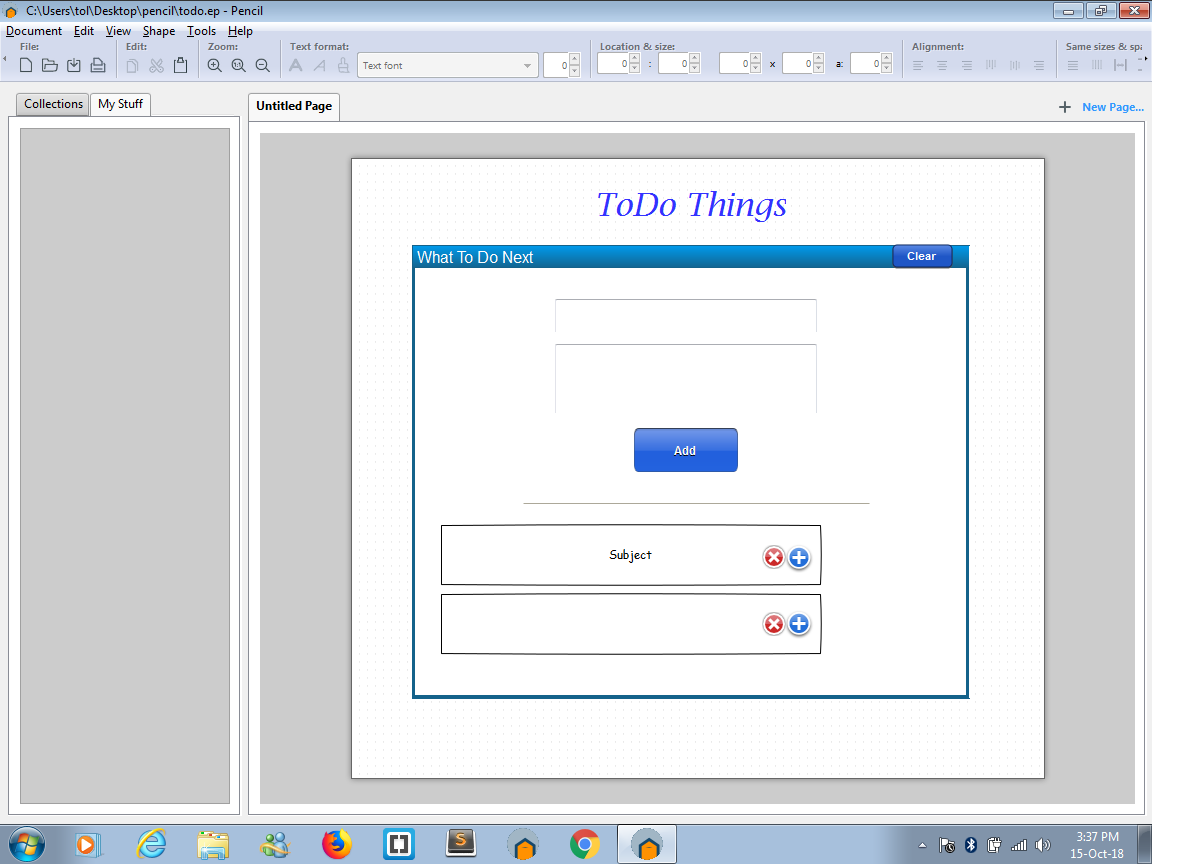 C:\Users\tol\Desktop\pencil\todo.ep - Pencil
Document Edit View Shape Tools Help
File: Edit: Zoom: Text format: Location & size: Alignment: Same sizes & spa
A A Text font 0 0 : 0 0 x 0 a: 0
Collections My Stuff Untitled Page + New Page...
ToDo Things
What To Do Next Clear
Add
Subject
3:37 PM
15-Oct-18